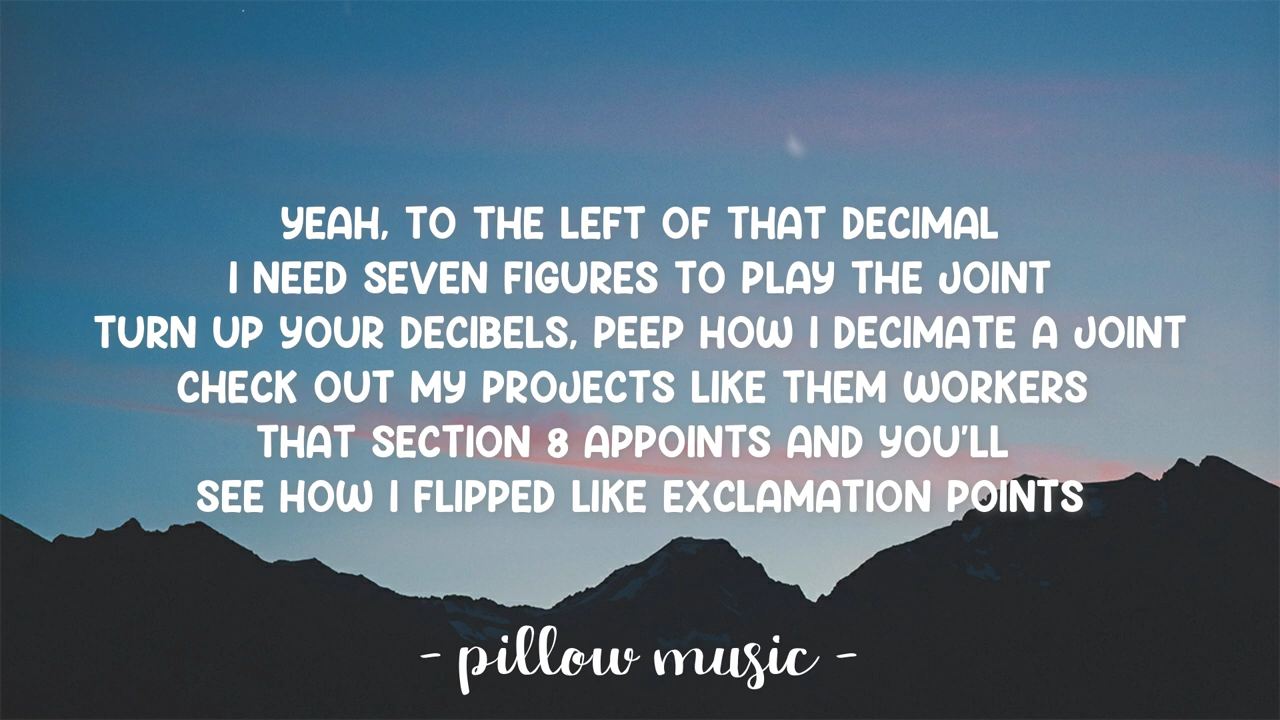 YEAH, TO THE LEFT OF THAT DECIMAL
I NEED SEVEN FIGURES TO PLAY THE JOINT
TURN UP YOUR DECIBELS, PEEP HOW I DECIMATE A JOINT
CHECK OUT MY PROJECTS LIKE THEM WORKERS
THAT SECTION 8 APPOINTS AND YOU'LL
SEE HOW I FLIPPED LIKE EXCLAMATION POINTS
- pillow music -